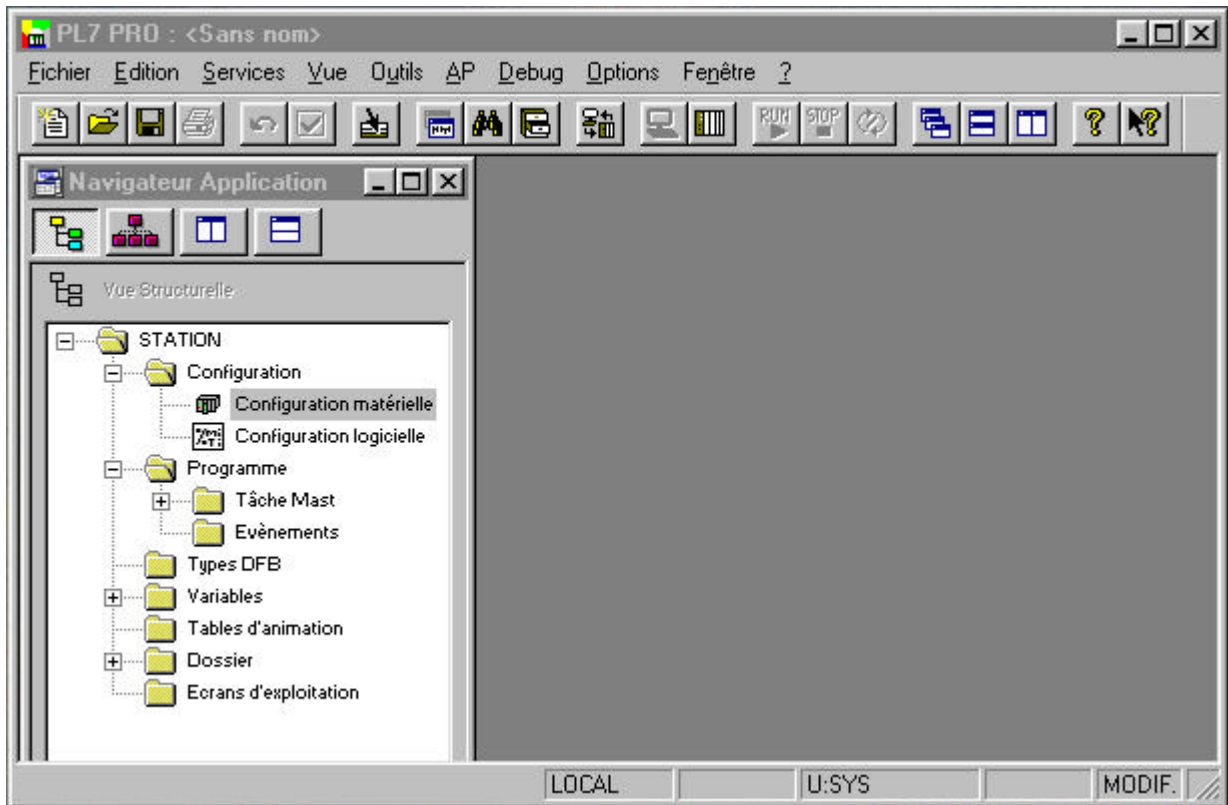 PL7 PRO : <Sans nom>
Fichier Edition Services Vue Outils AP Debug Options Fenêtre ?
RUN STOP
Navigateur Application
Vue Structurelle
STATION
Configuration
Configuration matérielle
Configuration logicielle
Programme
Tâche Mast
Evènements
Types DFB
Variables
Tables d'animation
Dossier
Ecrans d'exploitation
LOCAL U:SYS MODIF.